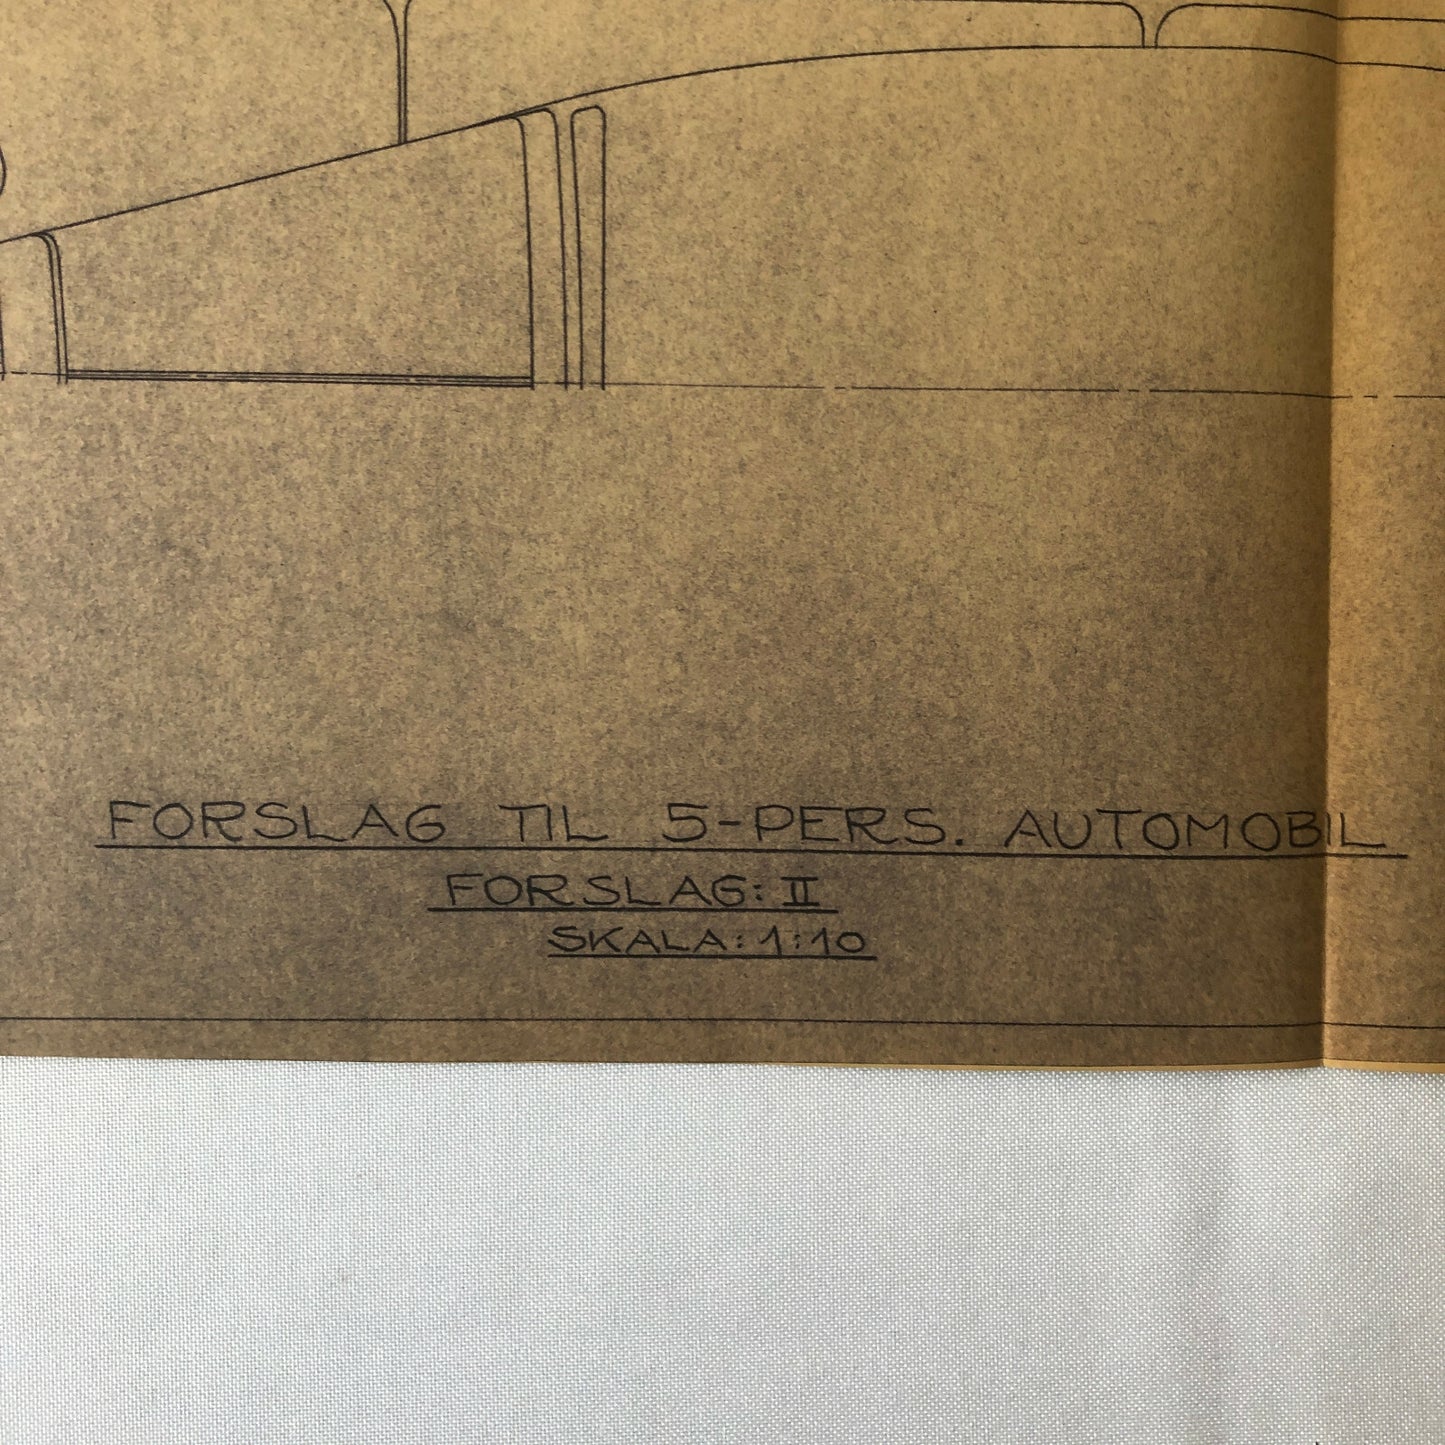 FORSLAG TIL 5-PERS. AUTOMOBIL
FORSLAG: II
SKALA: 1:10